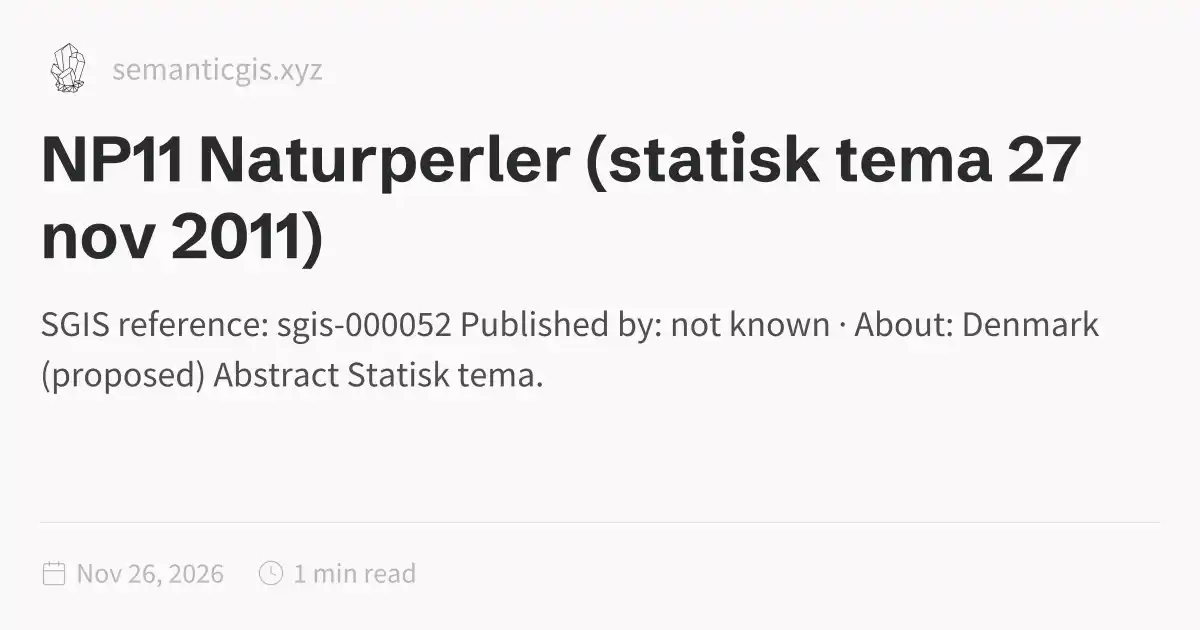 semanticgis.xyz
NP11 Naturperler (statisk tema 27
nov 2011)
SGIS reference: sgis-000052 Published by: not known · About: Denmark
(proposed) Abstract Statisk tema.
Nov 26, 2026 1 min read